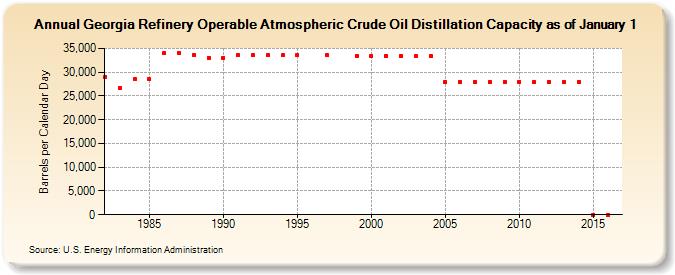 Annual Georgia Refinery Operable Atmospheric Crude Oil Distillation Capacity as of January 1
Barrels per Calendar Day
35,000
30,000
25,000
20,000
15,000
10,000
5,000
0
1985 1990 1995 2000 2005 2010 2015
Source: U.S. Energy Information Administration